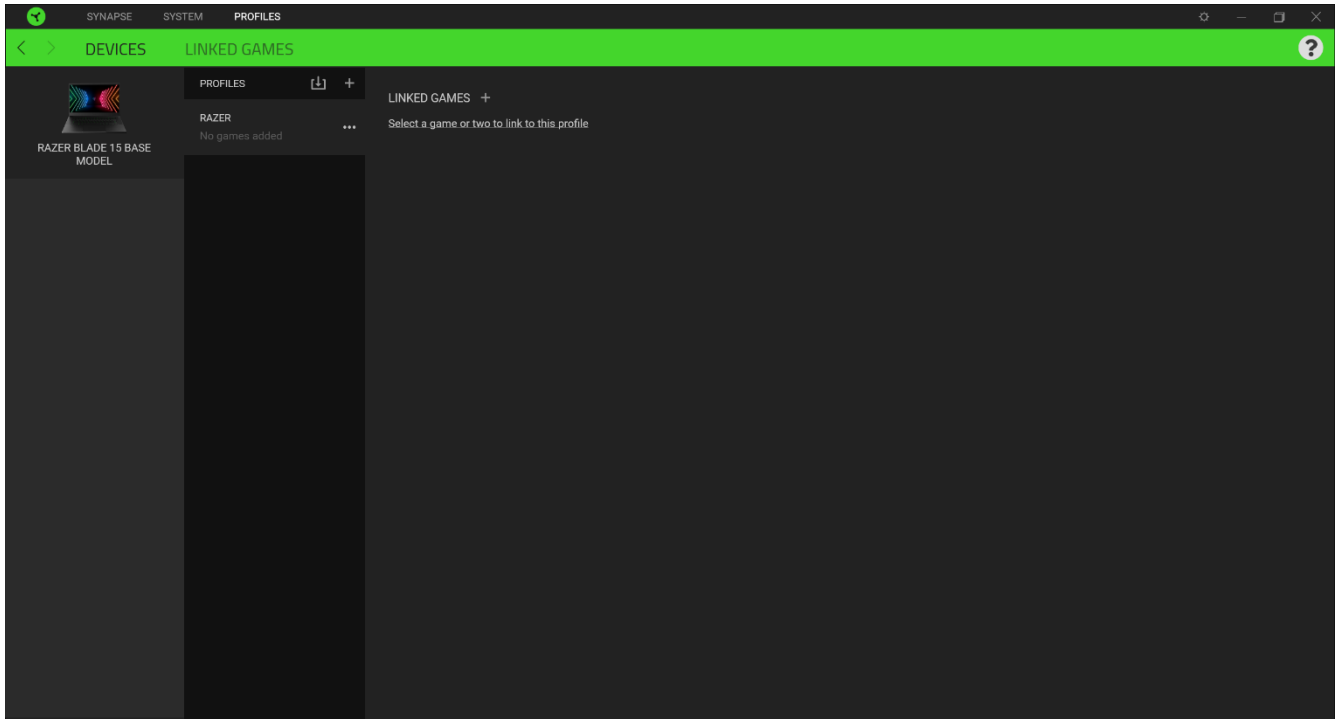 SYNAPSE SYSTEM PROFILES
DEVICES LINKED GAMES
?
RAZER BLADE 15 BASE
MODEL
PROFILES
RAZER
No games added
LINKED GAMES
Select a game or two to link to this profile